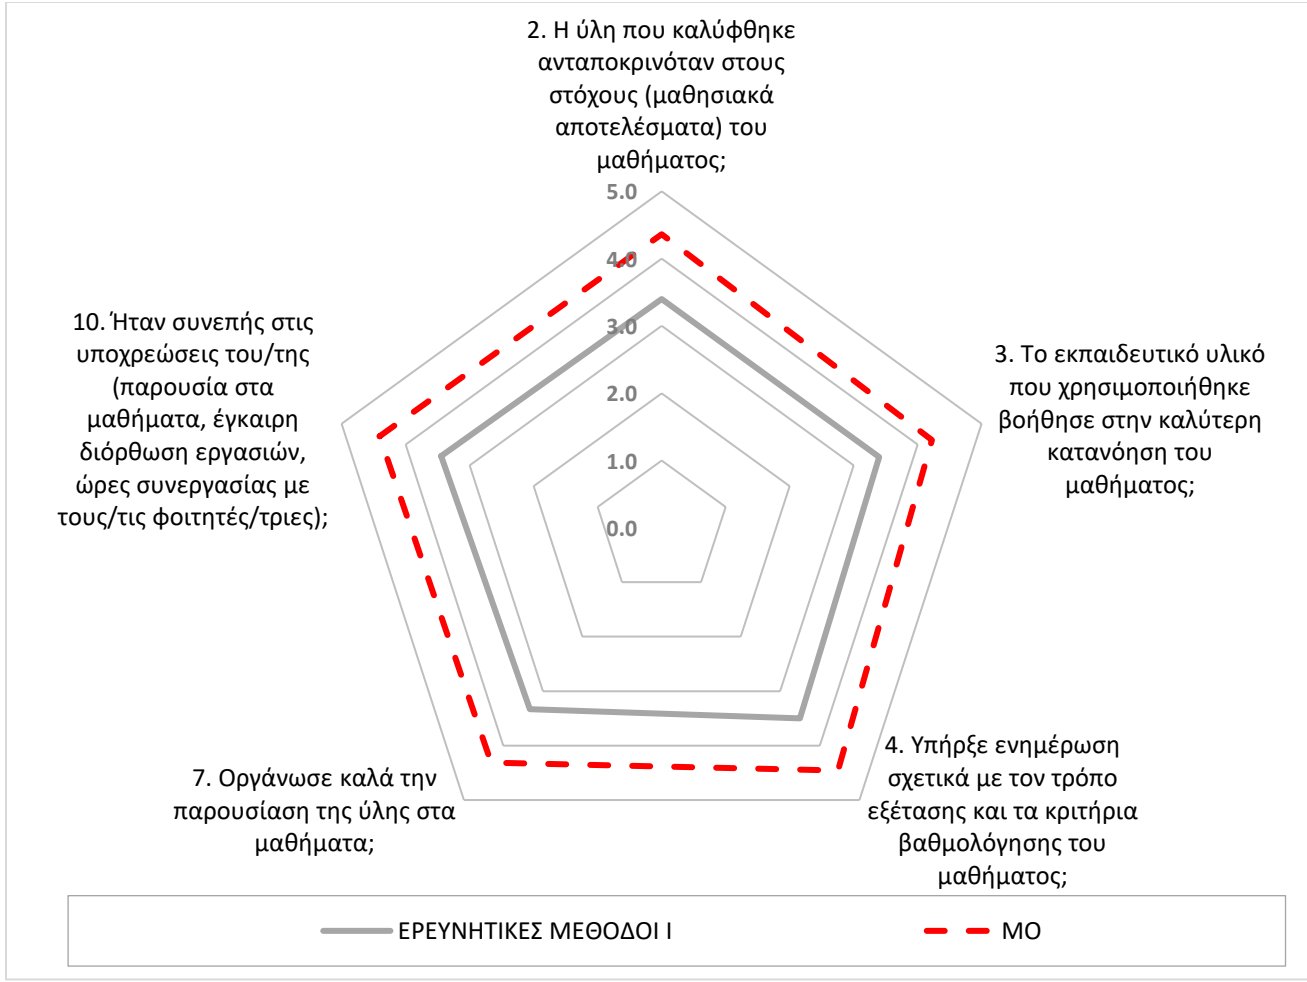 2. Η ύλη που καλύφθηκε
ανταποκρινόταν στους
στόχους (μαθησιακά
αποτελέσματα) του
μαθήματος;
5.0
4.0
3.0
2.0
1.0
0.0
3. Το εκπαιδευτικό υλικό
που χρησιμοποιήθηκε
βοήθησε στην καλύτερη
κατανόηση του
μαθήματος;
4. Υπήρξε ενημέρωση
σχετικά με τον τρόπο
εξέτασης και τα κριτήρια
βαθμολόγησης του
μαθήματος;
7. Οργάνωσε καλά την
παρουσίαση της ύλης στα
μαθήματα;
10. Ήταν συνεπής στις
υποχρεώσεις του/της
(παρουσία στα
μαθήματα, έγκαιρη
διόρθωση εργασιών,
ώρες συνεργασίας με
τους/τις φοιτητές/τριες);
ΕΡΕΥΝΗΤΙΚΕΣ ΜΕΘΟΔΟΙ Ι
ΜΟ